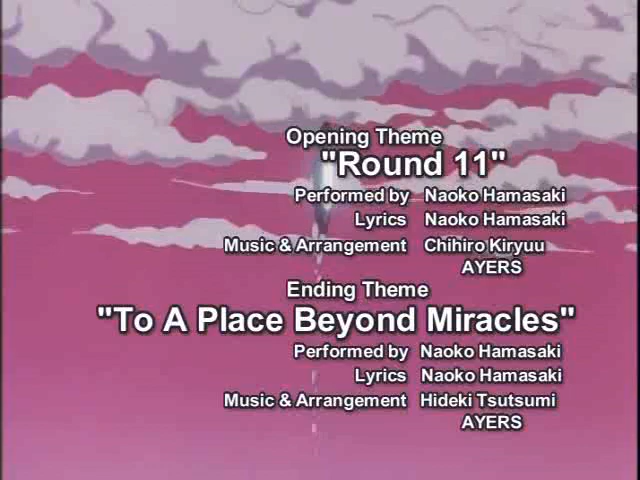 Opening Theme
"Round 11"
Performed by Naoko Hamasaki
Lyrics Naoko Hamasaki
Music & Arrangement Chihiro Kiryuu
AYERS
Ending Theme
"To A Place Beyond Miracles"
Performed by Naoko Hamasaki
Lyrics Naoko Hamasaki
Music & Arrangement Hideki Tsutsumi
AYERS